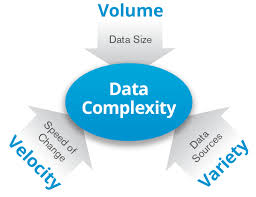 Volume
Data Size
Data
Complexity
Speed of
Change
Velocity
Data
Sources
Variety